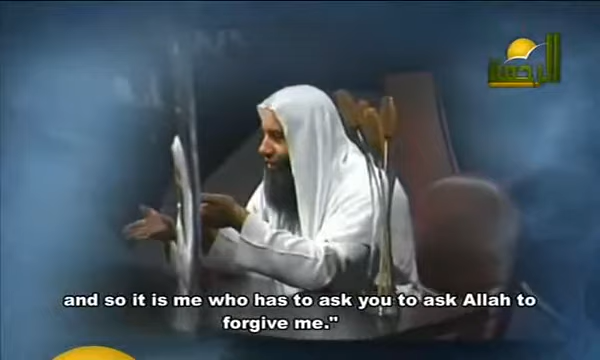 الرحمة
and so it is me who has to ask you to ask Allah to
forgive me."